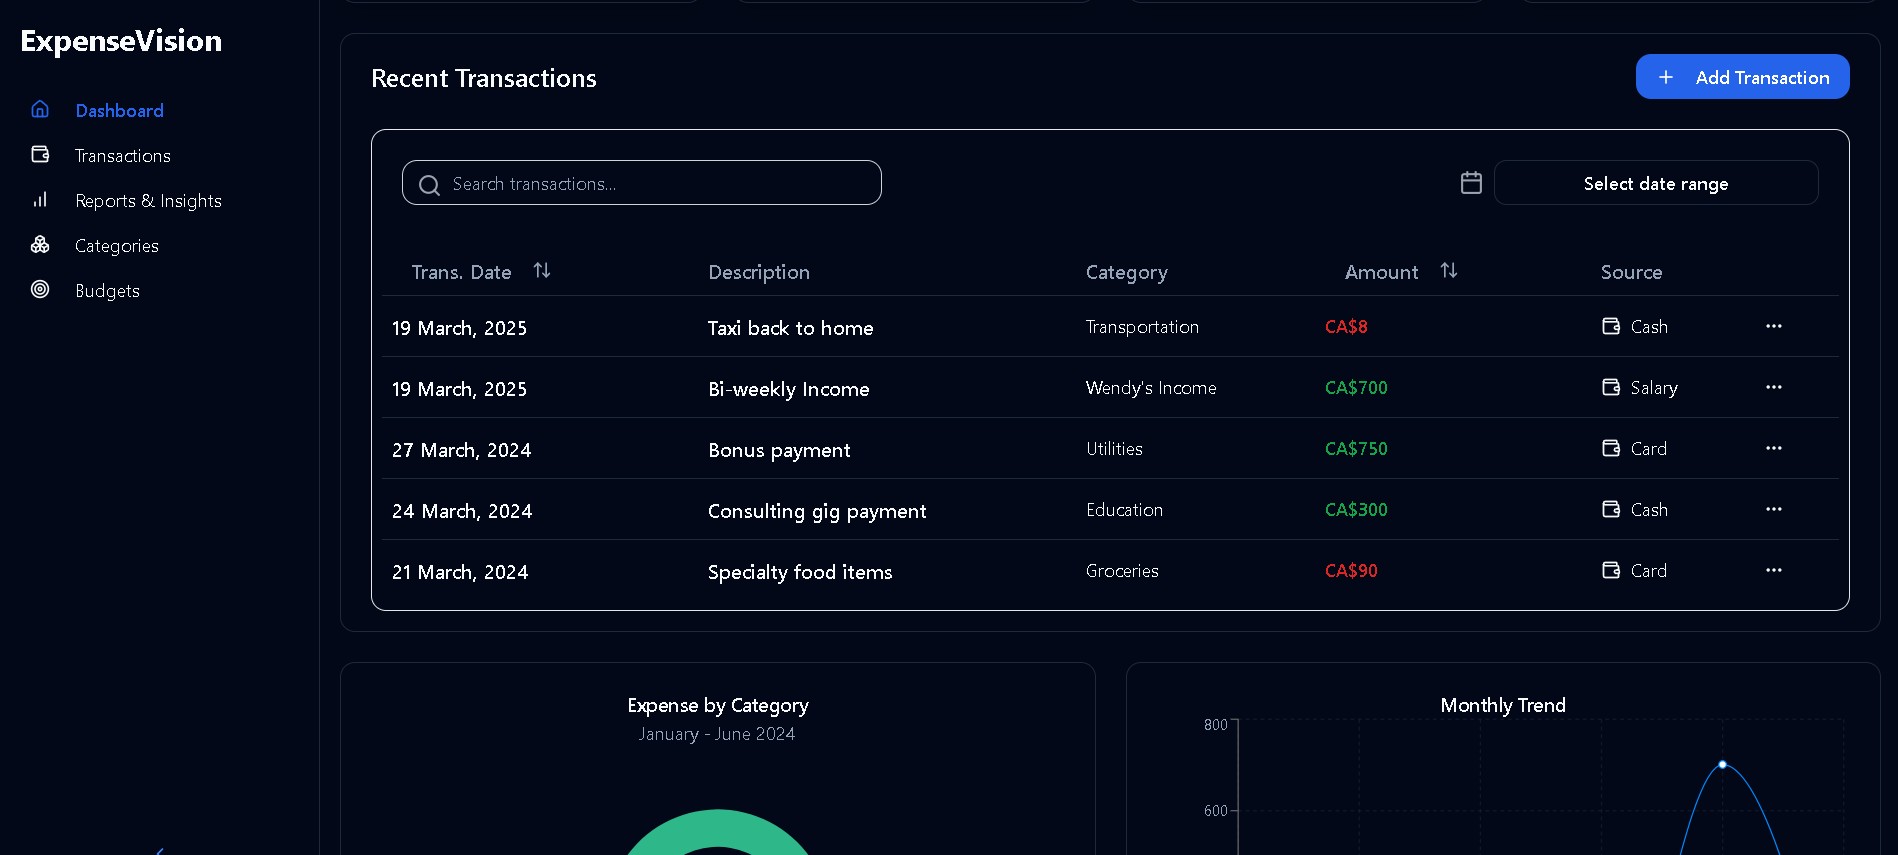 ExpenseVision
Dashboard
Transactions
Reports & Insights
Categories
Budgets
Recent Transactions
+ Add Transaction
Search transactions...
Select date range
Trans. Date Description Category Amount Source
19 March, 2025 Taxi back to home Transportation CA$8 Cash ...
19 March, 2025 Bi-weekly Income Wendy's Income CA$700 Salary ...
27 March, 2024 Bonus payment Utilities CA$750 Card ...
24 March, 2024 Consulting gig payment Education CA$300 Cash ...
21 March, 2024 Specialty food items Groceries CA$90 Card ...
Expense by Category
January - June 2024
Monthly Trend
800
600